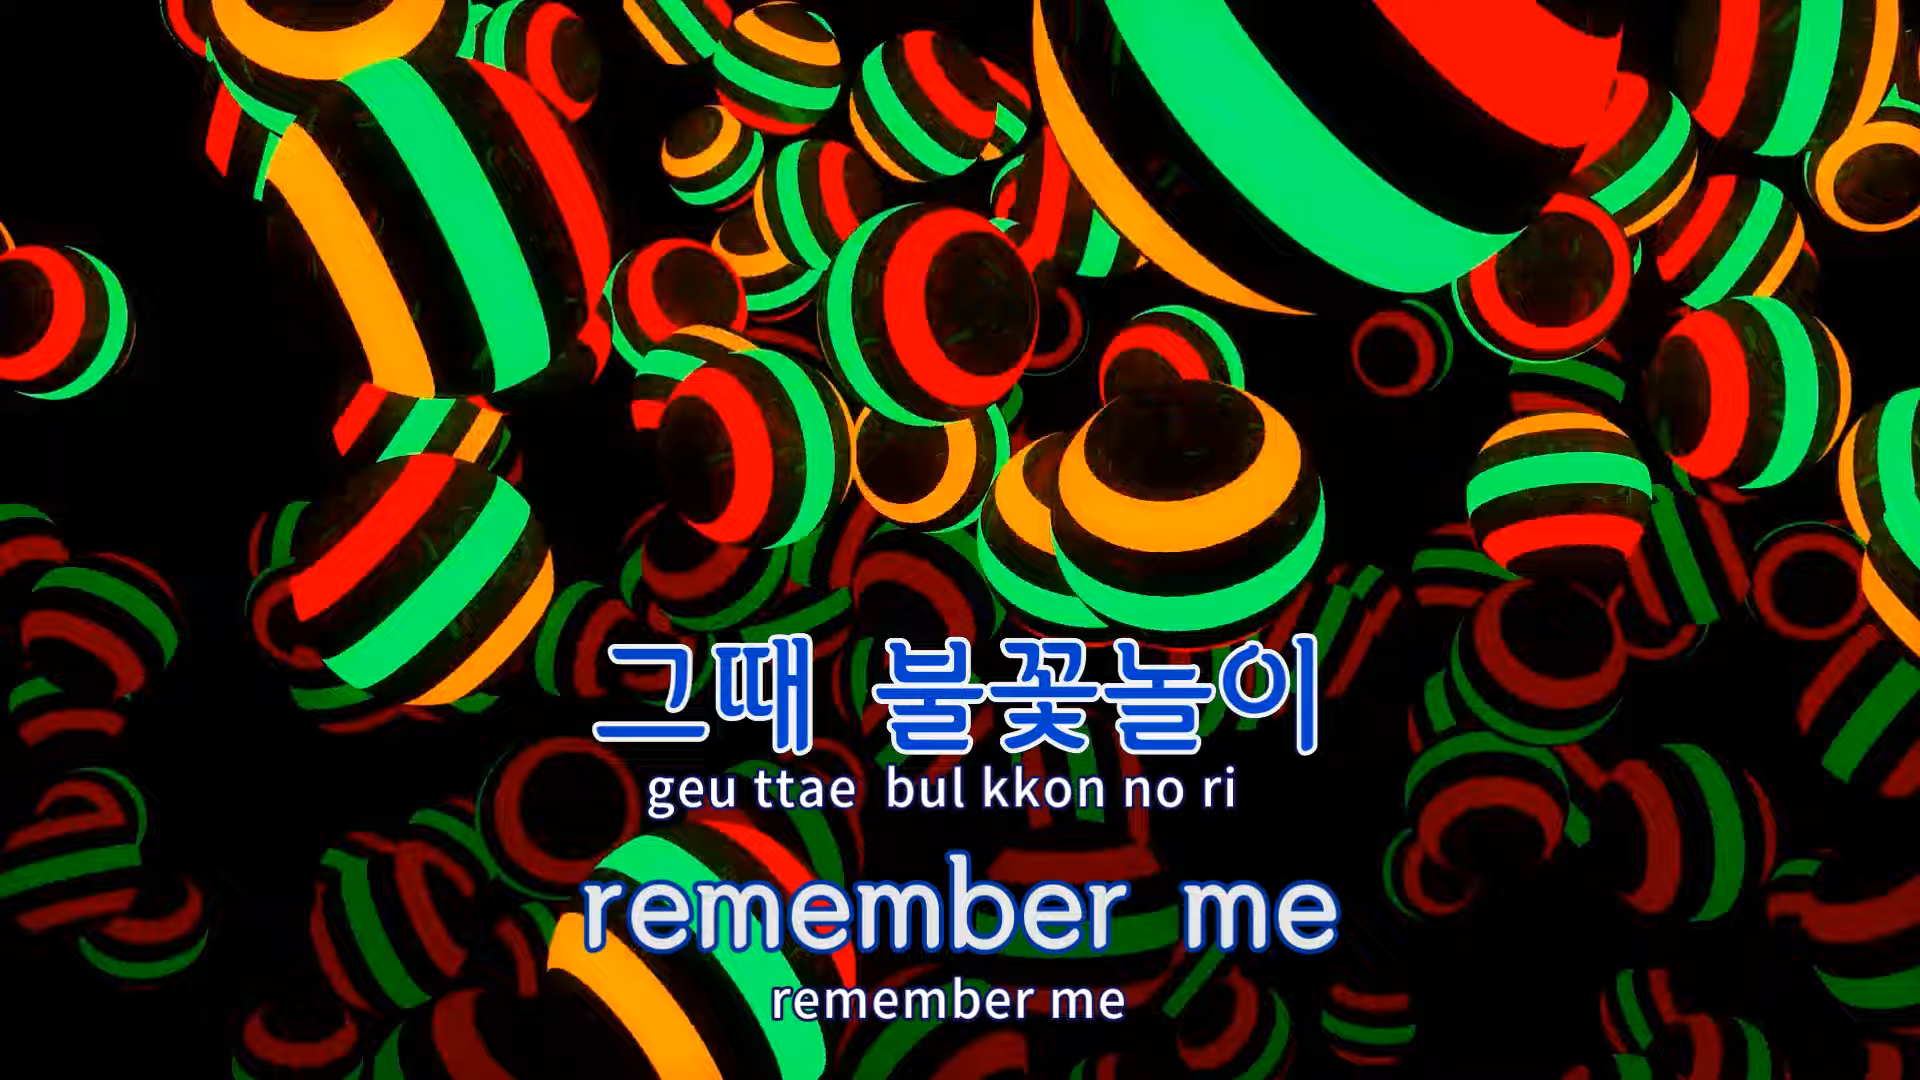 그때 불꽃놀이
geu ttae bul kkon no ri
remember me
remember me